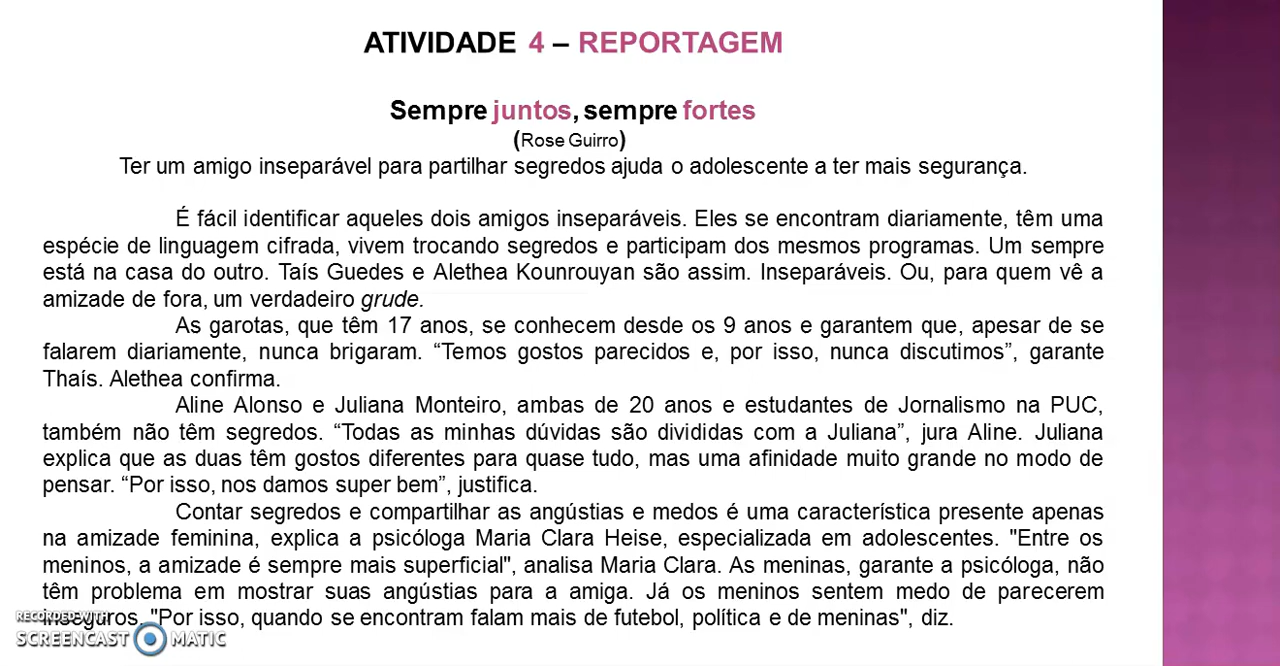 ATIVIDADE 4 – REPORTAGEM
Sempre juntos, sempre fortes
(Rose Guirro)
Ter um amigo inseparável para partilhar segredos ajuda o adolescente a ter mais segurança.
É fácil identificar aqueles dois amigos inseparáveis. Eles se encontram diariamente, têm uma
espécie de linguagem cifrada, vivem trocando segredos e participam dos mesmos programas. Um sempre
está na casa do outro. Taís Guedes e Alethea Kounrouyan são assim. Inseparáveis. Ou, para quem vê a
amizade de fora, um verdadeiro grude.
As garotas, que têm 17 anos, se conhecem desde os 9 anos e garantem que, apesar de se
falarem diariamente, nunca brigaram. “Temos gostos parecidos e, por isso, nunca discutimos”, garante
Thaís. Alethea confirma.
Aline Alonso e Juliana Monteiro, ambas de 20 anos e estudantes de Jornalismo na PUC,
também não têm segredos. “Todas as minhas dúvidas são divididas com a Juliana”, jura Aline. Juliana
explica que as duas têm gostos diferentes para quase tudo, mas uma afinidade muito grande no modo de
pensar. “Por isso, nos damos super bem”, justifica.
Contar segredos e compartilhar as angústias e medos é uma característica presente apenas
na amizade feminina, explica a psicóloga Maria Clara Heise, especializada em adolescentes. "Entre os
meninos, a amizade é sempre mais superficial", analisa Maria Clara. As meninas, garante a psicóloga, não
têm problema em mostrar suas angústias para a amiga. Já os meninos sentem medo de parecerem
inseguros. "Por isso, quando se encontram falam mais de futebol, política e de meninas", diz.
RECORDED WITH
SCREENCAST MATIC